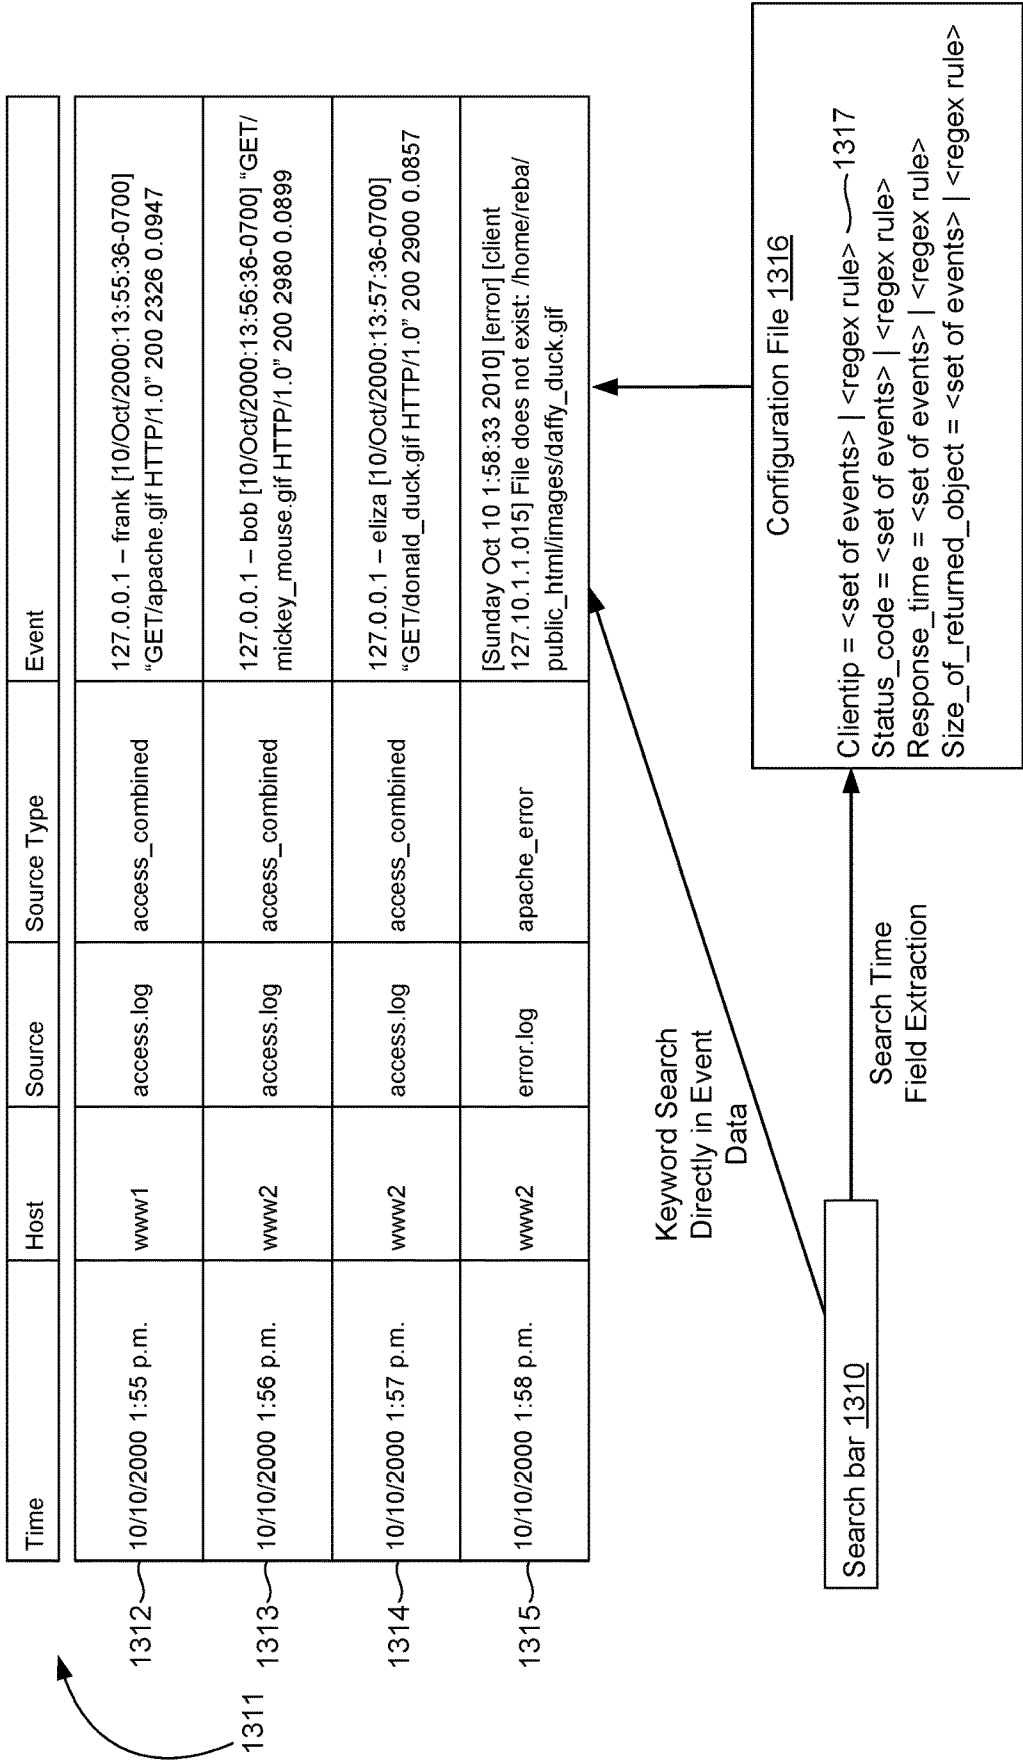 Time Host Source Source Type Event
1312 10/10/2000 1:55 p.m. www1 access.log access_combined 127.0.0.1 – frank [10/Oct/2000:13:55:36-0700]
“GET/apache.gif HTTP/1.0” 200 2326 0.0947
1313 10/10/2000 1:56 p.m. www2 access.log access_combined 127.0.0.1 – bob [10/Oct/2000:13:56:36-0700] “GET/
mickey_mouse.gif HTTP/1.0” 200 2980 0.0899
1314 10/10/2000 1:57 p.m. www2 access.log access_combined 127.0.0.1 – eliza [10/Oct/2000:13:57:36-0700]
“GET/donald_duck.gif HTTP/1.0” 200 2900 0.0857
1315 10/10/2000 1:58 p.m. www2 error.log apache_error [Sunday Oct 10 1:58:33 2010] [error] [client
127.10.1.1.015] File does not exist: /home/reba/
public_html/images/daffy_duck.gif
1311
Keyword Search
Directly in Event
Data
Search bar 1310
Search Time
Field Extraction
Configuration File 1316
Clientip = <set of events> | <regex rule> 1317
Status_code = <set of events> | <regex rule>
Response_time = <set of events> | <regex rule>
Size_of_returned_object = <set of events> | <regex rule>